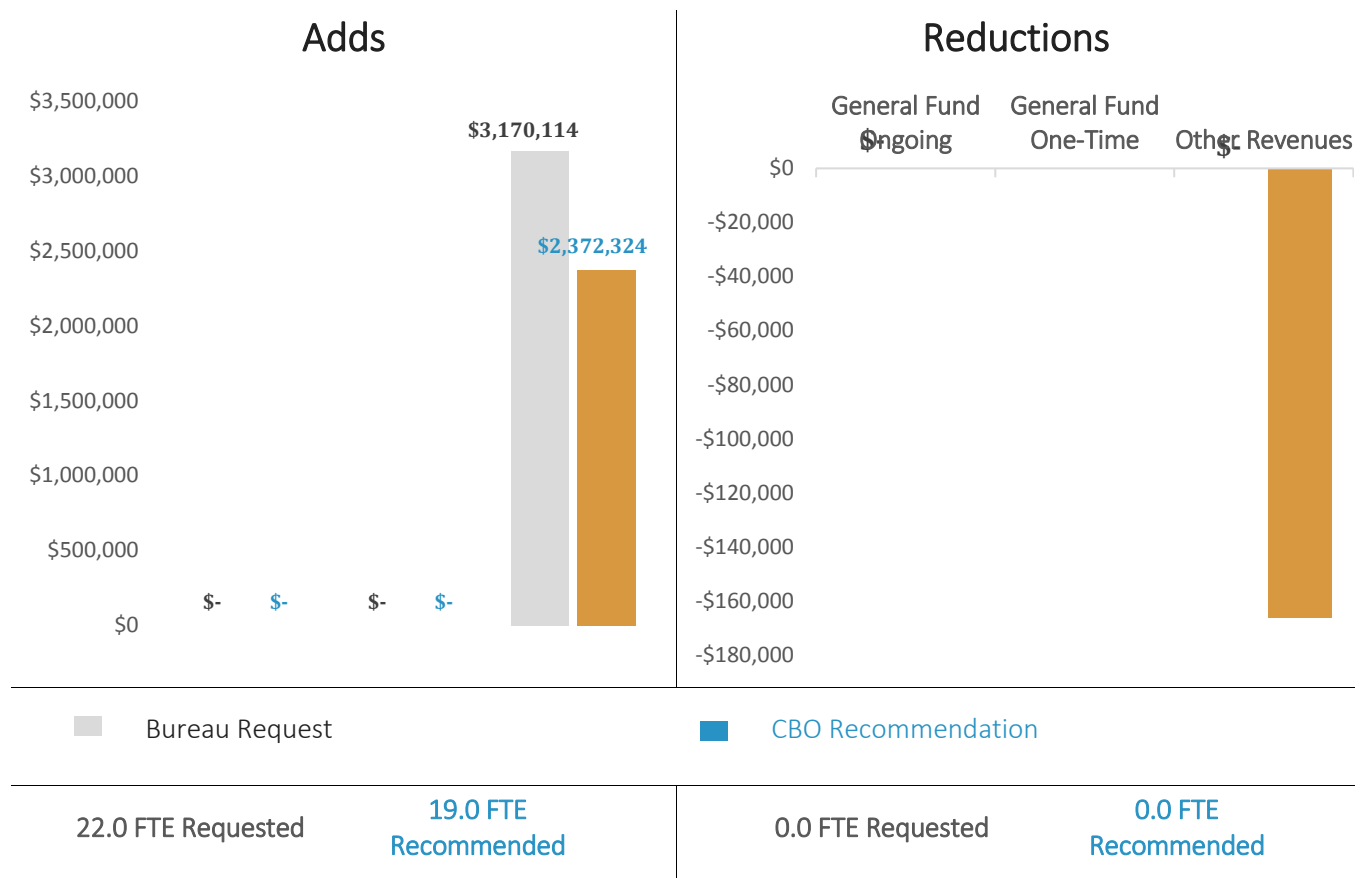 Adds
$3,500,000
$3,000,000
$2,500,000
$2,000,000
$1,500,000
$1,000,000
$500,000
$0
$3,170,114
$2,372,324
$- $- $- $-
Reductions
General Fund Ongoing
General Fund One-Time
Other Revenues
$-
$-
$0
-$20,000
-$40,000
-$60,000
-$80,000
-$100,000
-$120,000
-$140,000
-$160,000
-$180,000
Bureau Request
CBO Recommendation
22.0 FTE Requested
19.0 FTE
Recommended
0.0 FTE Requested
0.0 FTE
Recommended